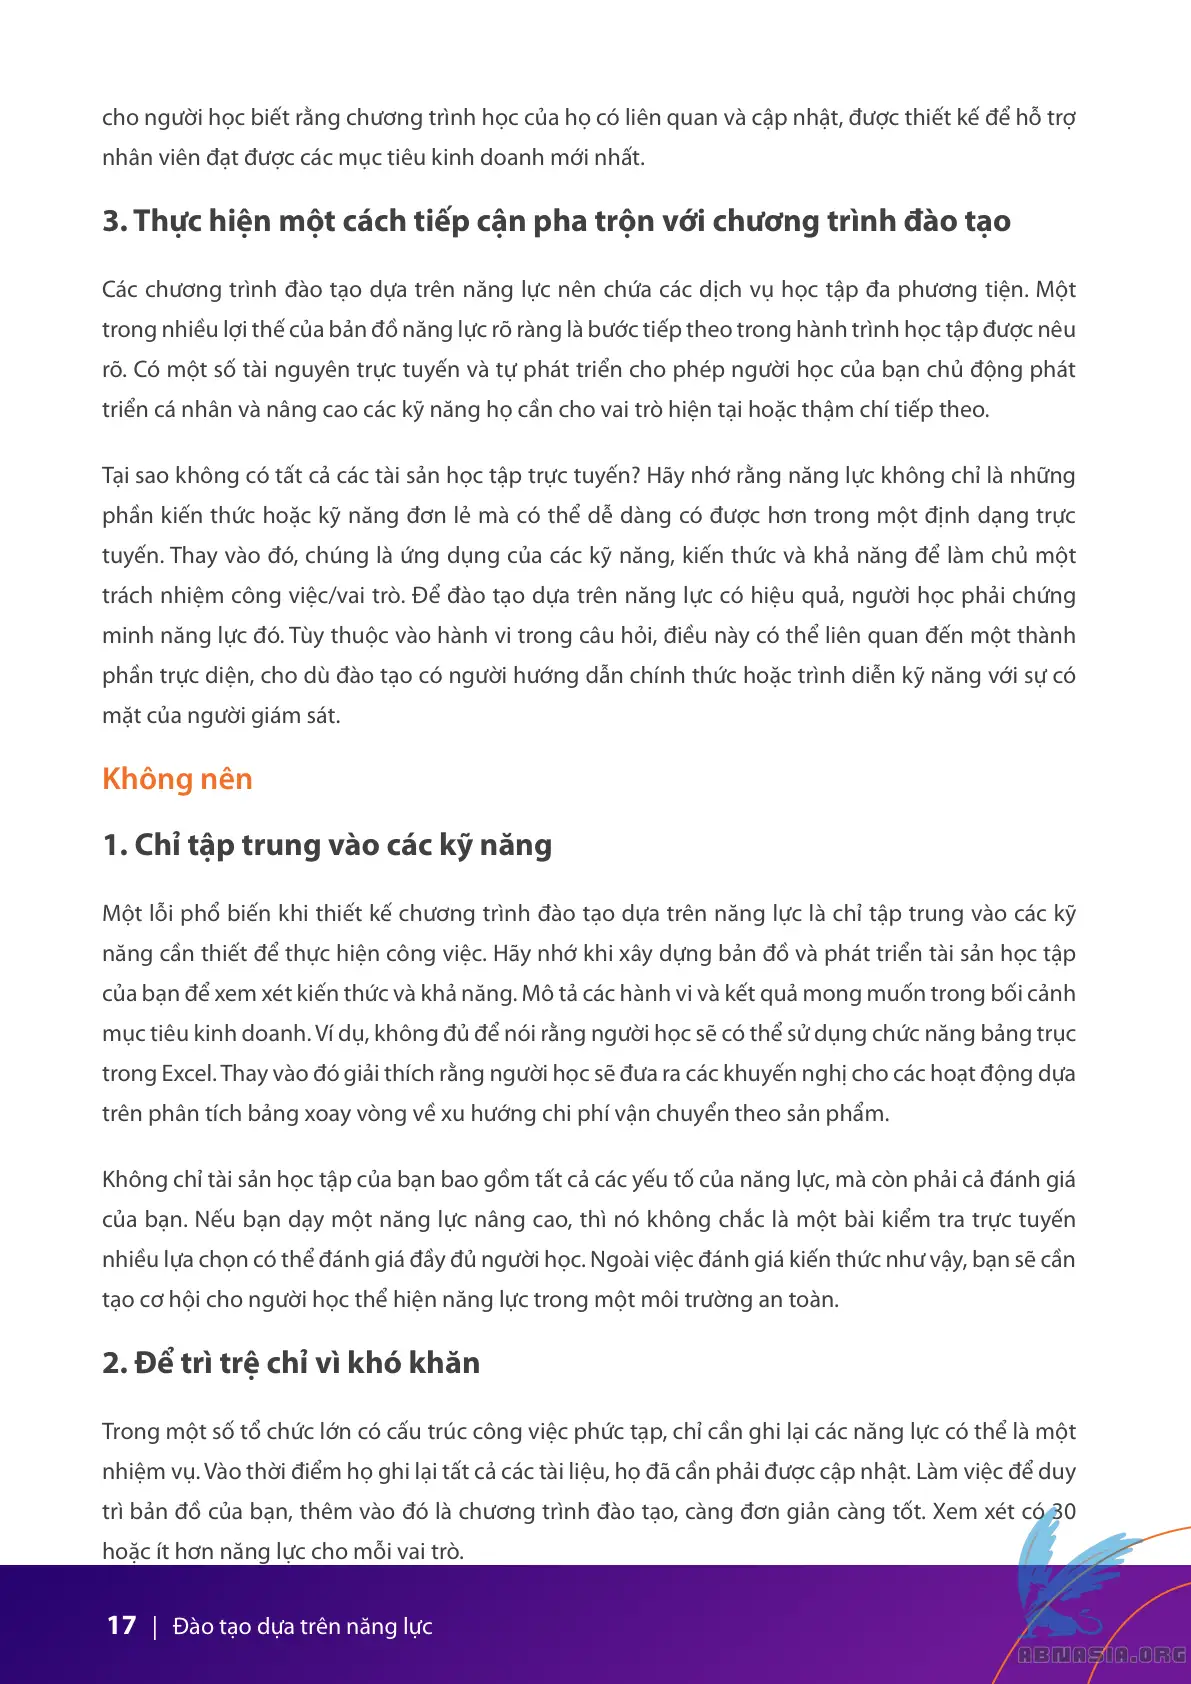 cho người học biết rằng chương trình học của họ có liên quan và cập nhật, được thiết kế để hỗ trợ
nhân viên đạt được các mục tiêu kinh doanh mới nhất.
3. Thực hiện một cách tiếp cận pha trộn với chương trình đào tạo
Các chương trình đào tạo dựa trên năng lực nên chứa các dịch vụ học tập đa phương tiện. Một
trong nhiều lợi thế của bản đồ năng lực rõ ràng là bước tiếp theo trong hành trình học tập được nêu
rõ. Có một số tài nguyên trực tuyến và tự phát triển cho phép người học của bạn chủ động phát
triển cá nhân và nâng cao các kỹ năng họ cần cho vai trò hiện tại hoặc thậm chí tiếp theo.
Tại sao không có tất cả các tài sản học tập trực tuyến? Hãy nhớ rằng năng lực không chỉ là những
phần kiến thức hoặc kỹ năng đơn lẻ mà có thể dễ dàng có được hơn trong một định dạng trực
tuyến. Thay vào đó, chúng là ứng dụng của các kỹ năng, kiến thức và khả năng để làm chủ một
trách nhiệm công việc/vai trò. Để đào tạo dựa trên năng lực có hiệu quả, người học phải chứng
minh năng lực đó. Tùy thuộc vào hành vi trong câu hỏi, điều này có thể liên quan đến một thành
phần trực diện, cho dù đào tạo có người hướng dẫn chính thức hoặc trình diễn kỹ năng với sự có
mặt của người giám sát.
Không nên
1. Chỉ tập trung vào các kỹ năng
Một lỗi phổ biến khi thiết kế chương trình đào tạo dựa trên năng lực là chỉ tập trung vào các kỹ
năng cần thiết để thực hiện công việc. Hãy nhớ khi xây dựng bản đồ và phát triển tài sản học tập
của bạn để xem xét kiến thức và khả năng. Mô tả các hành vi và kết quả mong muốn trong bối cảnh
mục tiêu kinh doanh. Ví dụ, không đủ để nói rằng người học sẽ có thể sử dụng chức năng bảng trục
trong Excel. Thay vào đó giải thích rằng người học sẽ đưa ra các khuyến nghị cho các hoạt động dựa
trên phân tích bảng xoay vòng về xu hướng chi phí vận chuyển theo sản phẩm.
Không chỉ tài sản học tập của bạn bao gồm tất cả các yếu tố của năng lực, mà còn phải cả đánh giá
của bạn. Nếu bạn dạy một năng lực nâng cao, thì nó không chắc là một bài kiểm tra trực tuyến
nhiều lựa chọn có thể đánh giá đầy đủ người học. Ngoài việc đánh giá kiến thức như vậy, bạn sẽ cần
tạo cơ hội cho người học thể hiện năng lực trong một môi trường an toàn.
2. Để trì trệ chỉ vì khó khăn
Trong một số tổ chức lớn có cấu trúc công việc phức tạp, chỉ cần ghi lại các năng lực có thể là một
nhiệm vụ. Vào thời điểm họ ghi lại tất cả các tài liệu, họ đã cần phải được cập nhật. Làm việc để duy
trì bản đồ của bạn, thêm vào đó là chương trình đào tạo, càng đơn giản càng tốt. Xem xét có 30
hoặc ít hơn năng lực cho mỗi vai trò.
17 | Đào tạo dựa trên năng lực
ABNASIA.ORG